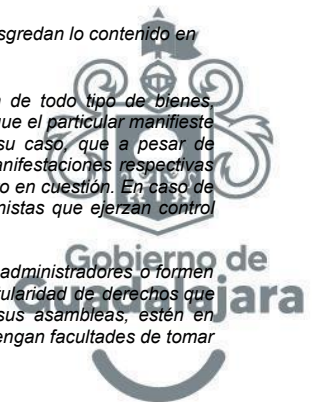 sgredan lo contenido en
de todo tipo de bienes,
ue el particular manifieste
su caso, que a pesar de
anifestaciones respectivas
o en cuestión. En caso de
nistas que ejerzan control
Gobierno de
administradores o formen
Guadalajara
ularidad de derechos que
sus asambleas, estén en
engan facultades de tomar